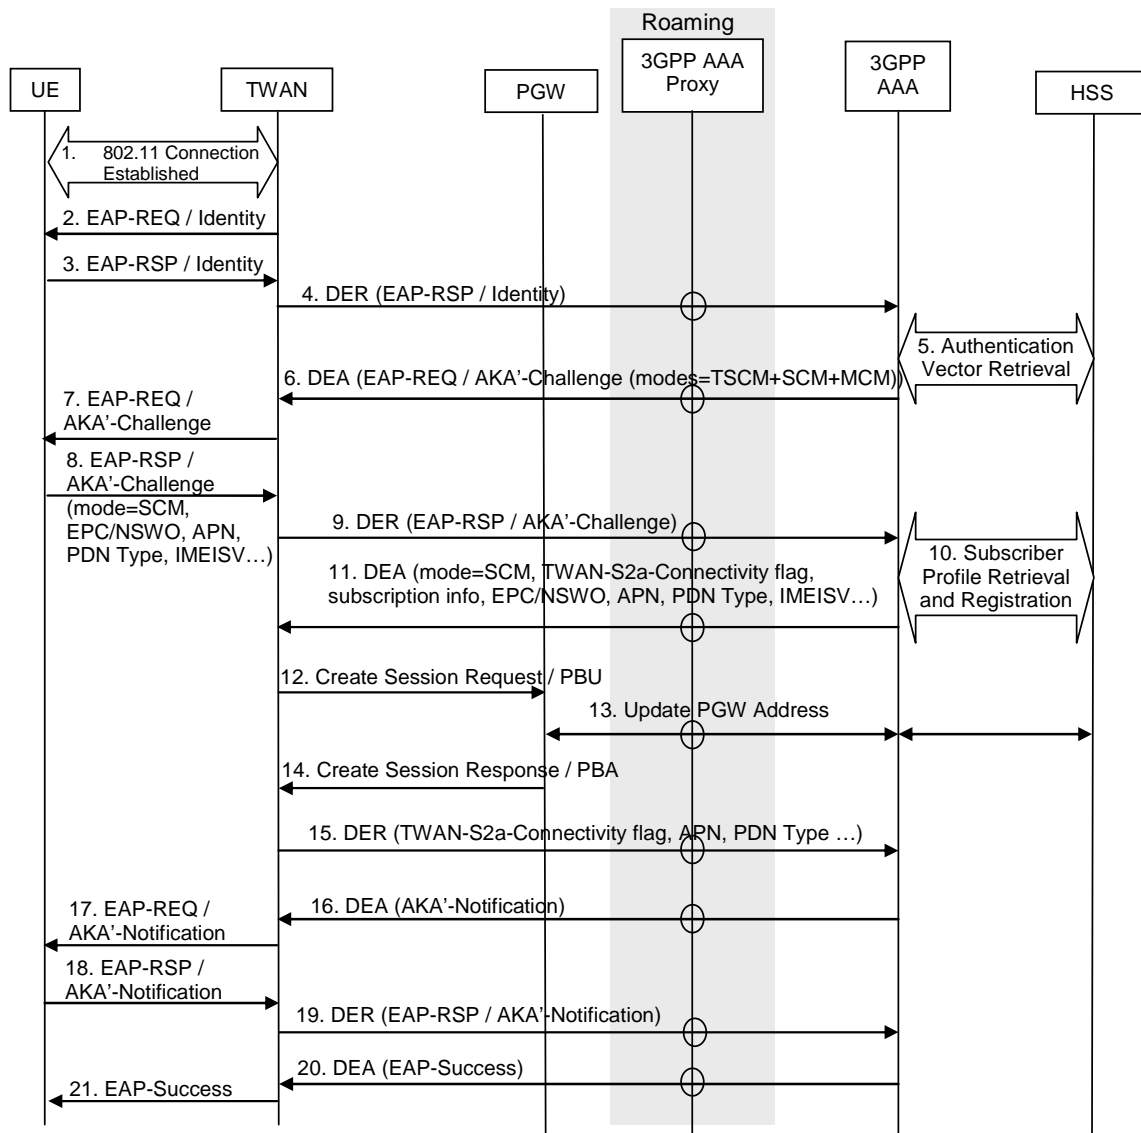 Roaming
UE
TWAN
PGW
3GPP AAA
Proxy
3GPP
AAA
HSS
1. 802.11 Connection
Established
2. EAP-REQ / Identity
3. EAP-RSP / Identity
4. DER (EAP-RSP / Identity)
5. Authentication
Vector Retrieval
6. DEA (EAP-REQ / AKA'-Challenge (modes=TSCM+SCM+MCM))
7. EAP-REQ /
AKA'-Challenge
8. EAP-RSP /
AKA'-Challenge
(mode=SCM,
EPC/NSWO, APN,
PDN Type, IMEISV…)
9. DER (EAP-RSP / AKA'-Challenge)
10. Subscriber
Profile Retrieval
and Registration
11. DEA (mode=SCM, TWAN-S2a-Connectivity flag,
subscription info, EPC/NSWO, APN, PDN Type, IMEISV…)
12. Create Session Request / PBU
13. Update PGW Address
14. Create Session Response / PBA
15. DER (TWAN-S2a-Connectivity flag, APN, PDN Type …)
16. DEA (AKA'-Notification)
17. EAP-REQ /
AKA'-Notification
18. EAP-RSP /
AKA'-Notification
19. DER (EAP-RSP / AKA'-Notification)
20. DEA (EAP-Success)
21. EAP-Success